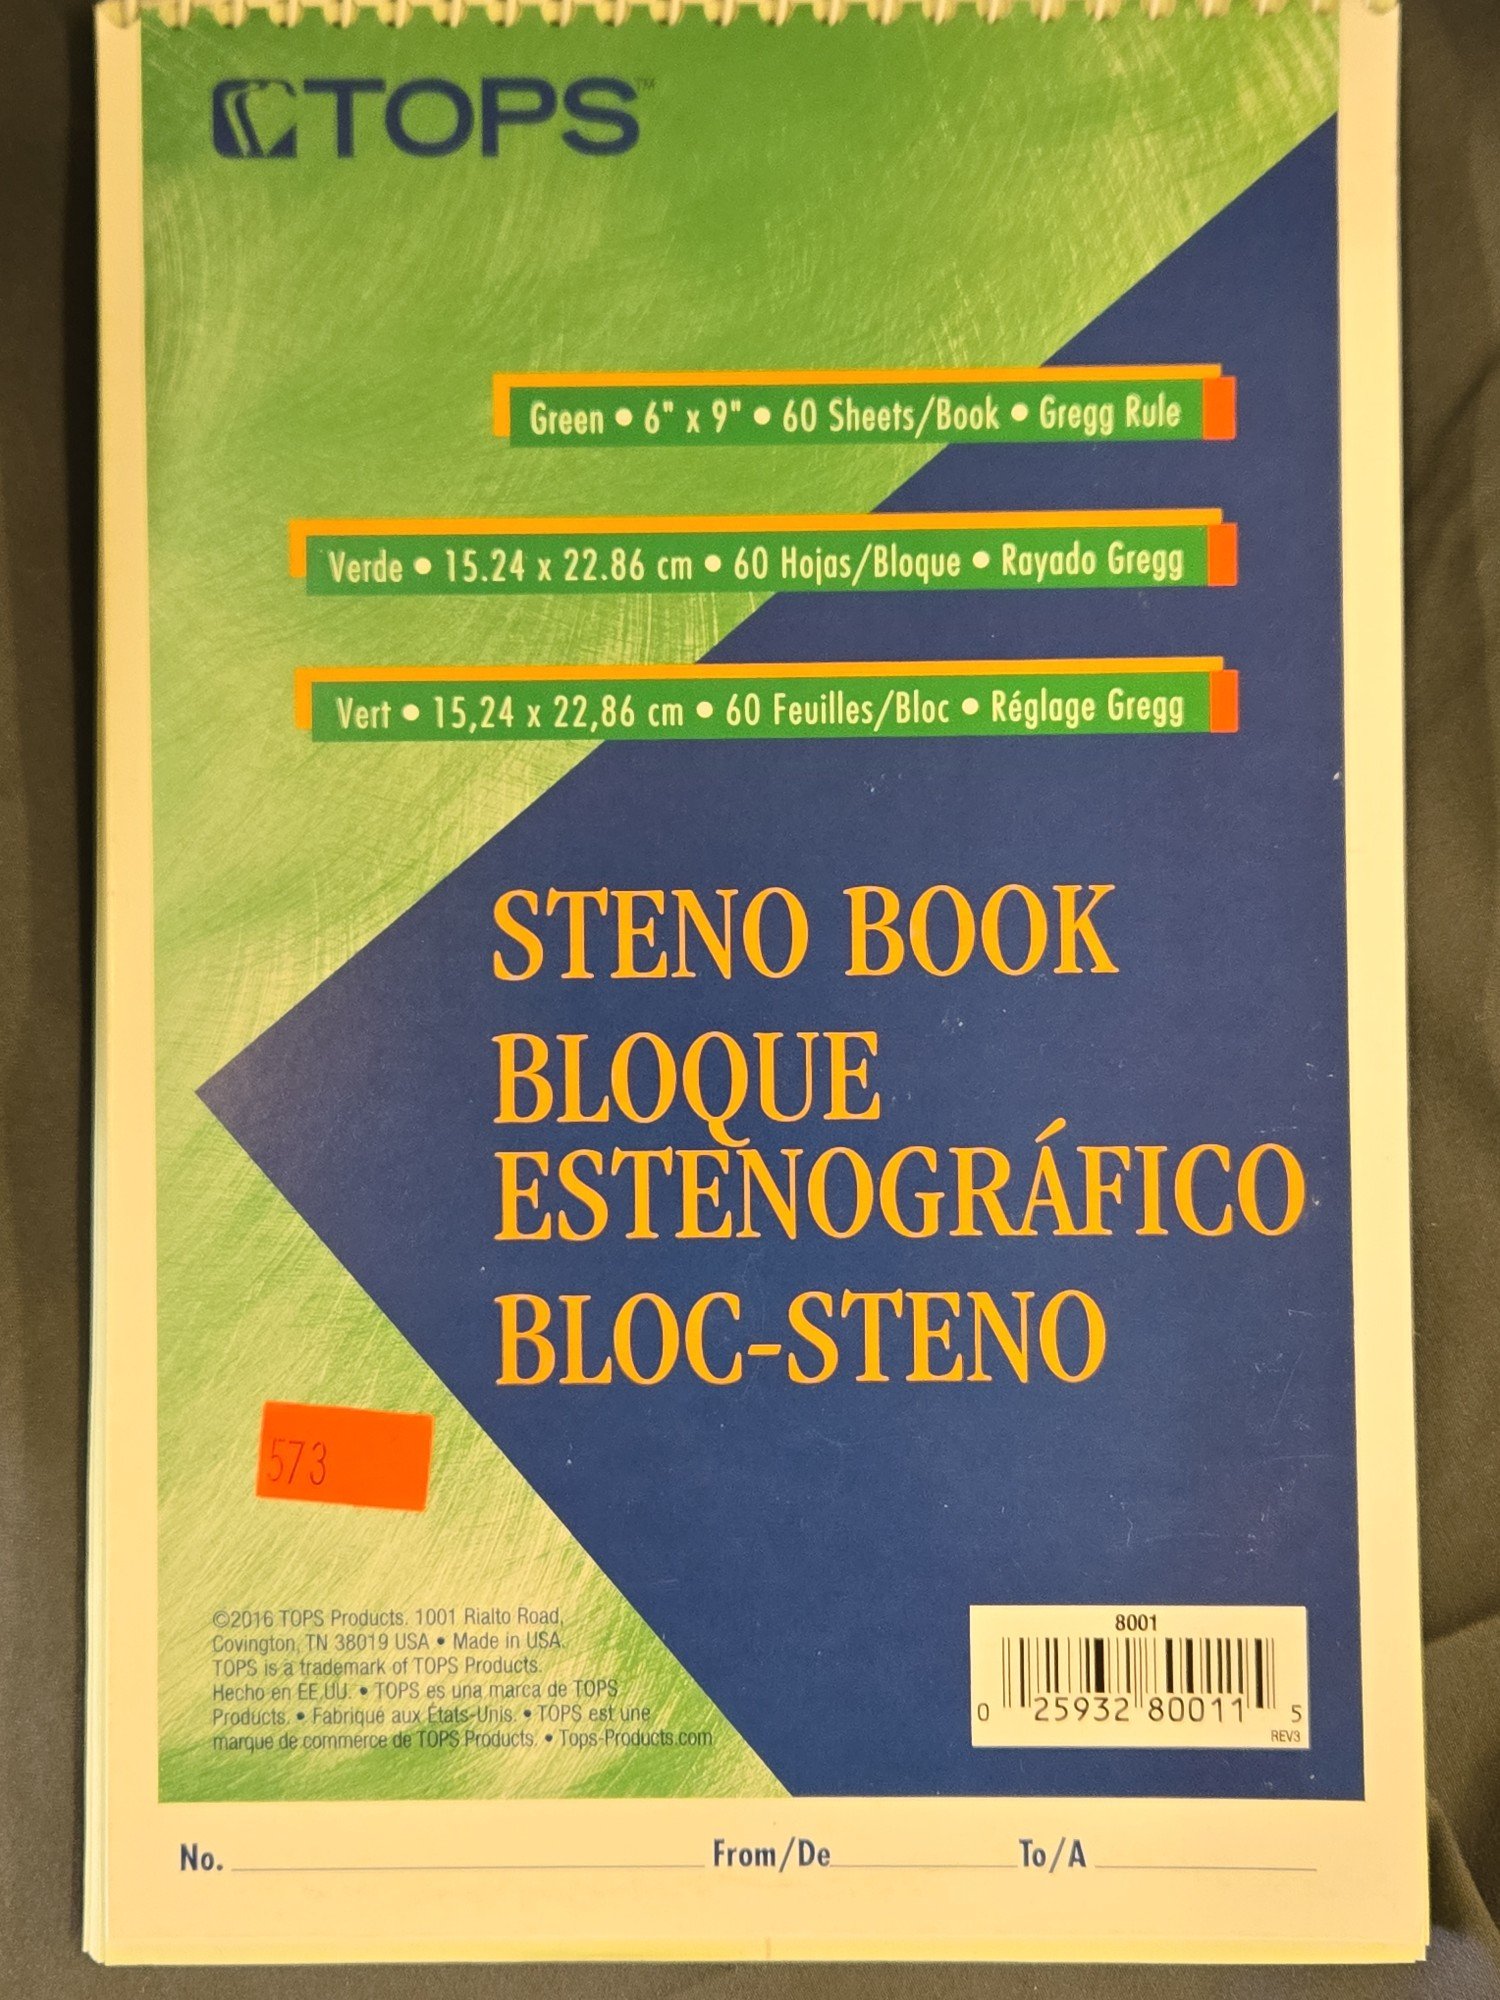 TOPS™
Green • 6" x 9" • 60 Sheets/Book • Gregg Rule
Verde • 15.24 x 22.86 cm • 60 Hojas/Bloque • Rayado Gregg
Vert • 15,24 x 22,86 cm • 60 Feuilles/Bloc • Réglage Gregg
STENO BOOK
BLOQUE
ESTENOGRÁFICO
BLOC-STENO
573
©2016 TOPS Products. 1001 Rialto Road,
Covington, TN 38019 USA • Made in USA.
TOPS is a trademark of TOPS Products.
Hecho en EE.UU. • TOPS es una marca de TOPS
Products. • Fabriqué aux États-Unis. • TOPS est une
marque de commerce de TOPS Products. • Tops-Products.com
8001
0 25932 80011 5
REV3
No. From/De To/A